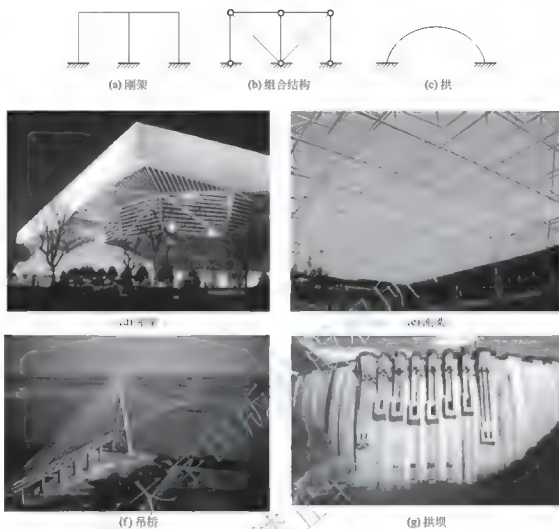 (a) 刚架
(b) 组合结构
(c) 拱
(f) 吊桥
(g) 拱坝